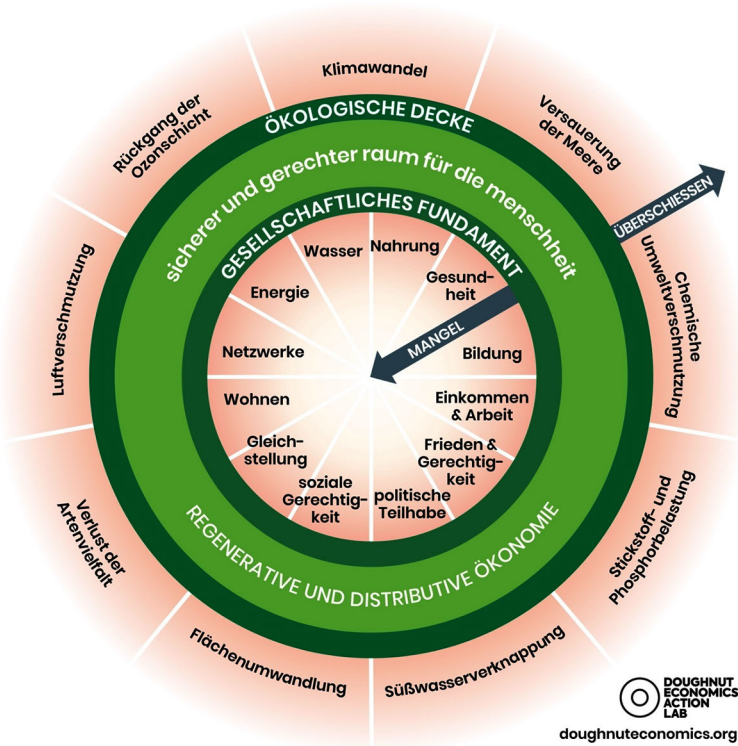 Klimawandel
Versauerung
der Meere
ÜBERSCHIESSEN
Chemische
Umweltverschmutzung
Stickstoff- und
Phosphorbelastung
Süßwasserverknappung
Flächenumwandlung
Verlust der
Artenvielfalt
Luftverschmutzung
Rückgang der
Ozonschicht
ÖKOLOGISCHE DECKE
sicherer und gerechter raum für die menschheit
GESELLSCHAFTLICHES FUNDAMENT
Wasser
Nahrung
Gesund-
heit
MANGEL
Bildung
Einkommen
& Arbeit
Frieden &
Gerechtig-
keit
politische
Teilhabe
soziale
Gerechtig-
keit
Gleich-
stellung
Wohnen
Netzwerke
Energie
REGENERATIVE UND DISTRIBUTIVE ÖKONOMIE
DOUGHNUT
ECONOMICS
ACTION
LAB
doughnuteconomics.org